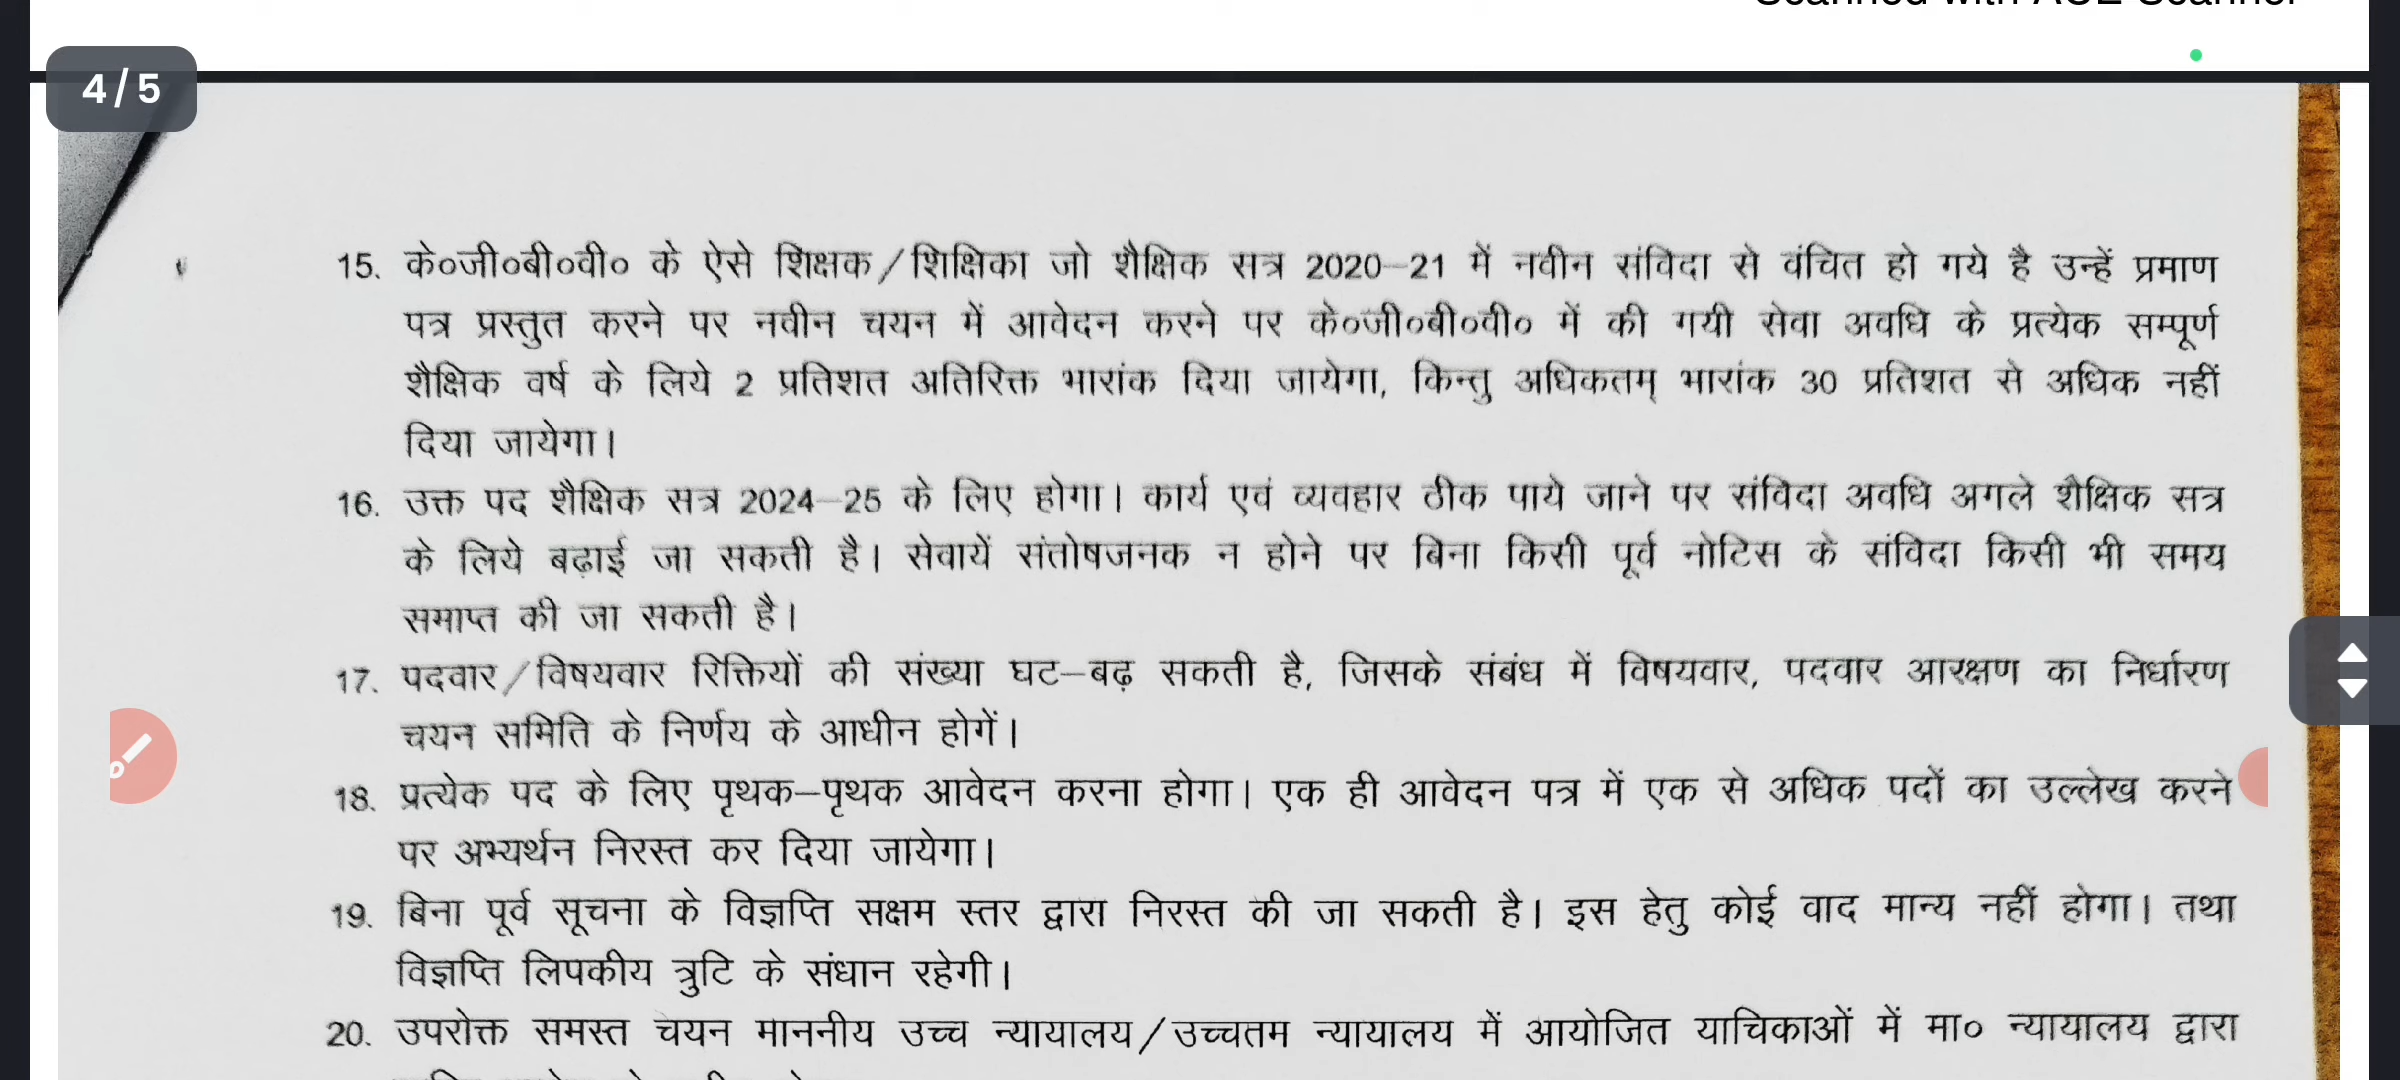 4/5
15. के०जी०बी०वी० के ऐसे शिक्षक/शिक्षिका जो शैक्षिक सत्र 2020-21 में नवीन संविदा से वंचित हो गये है उन्हें प्रमाण
पत्र प्रस्तुत करने पर नवीन चयन में आवेदन करने पर के०जी०बी०वी० में की गयी सेवा अवधि के प्रत्येक सम्पूर्ण
शैक्षिक वर्ष के लिये 2 प्रतिशत अतिरिक्त भारांक दिया जायेगा, किन्तु अधिकतम् भारांक 30 प्रतिशत से अधिक नहीं
दिया जायेगा।
16. उक्त पद शैक्षिक सत्र 2024-25 के लिए होगा। कार्य एवं व्यवहार ठीक पाये जाने पर संविदा अवधि अगले शैक्षिक सत्र
के लिये बढ़ाई जा सकती है। सेवायें संतोषजनक न होने पर बिना किसी पूर्व नोटिस के संविदा किसी भी समय
समाप्त की जा सकती है।
17. पदवार/विषयवार रिक्तियों की संख्या घट-बढ़ सकती है, जिसके संबंध में विषयवार, पदवार आरक्षण का निर्धारण
चयन समिति के निर्णय के आधीन होगें।
18. प्रत्येक पद के लिए पृथक-पृथक आवेदन करना होगा। एक ही आवेदन पत्र में एक से अधिक पदों का उल्लेख करने
पर अभ्यर्थन निरस्त कर दिया जायेगा।
19. बिना पूर्व सूचना के विज्ञप्ति सक्षम स्तर द्वारा निरस्त की जा सकती है। इस हेतु कोई वाद मान्य नहीं होगा। तथा
विज्ञप्ति लिपकीय त्रुटि के संधान रहेगी।
20. उपरोक्त समस्त चयन माननीय उच्च न्यायालय/उच्चतम न्यायालय में आयोजित याचिकाओं में मा० न्यायालय द्वारा